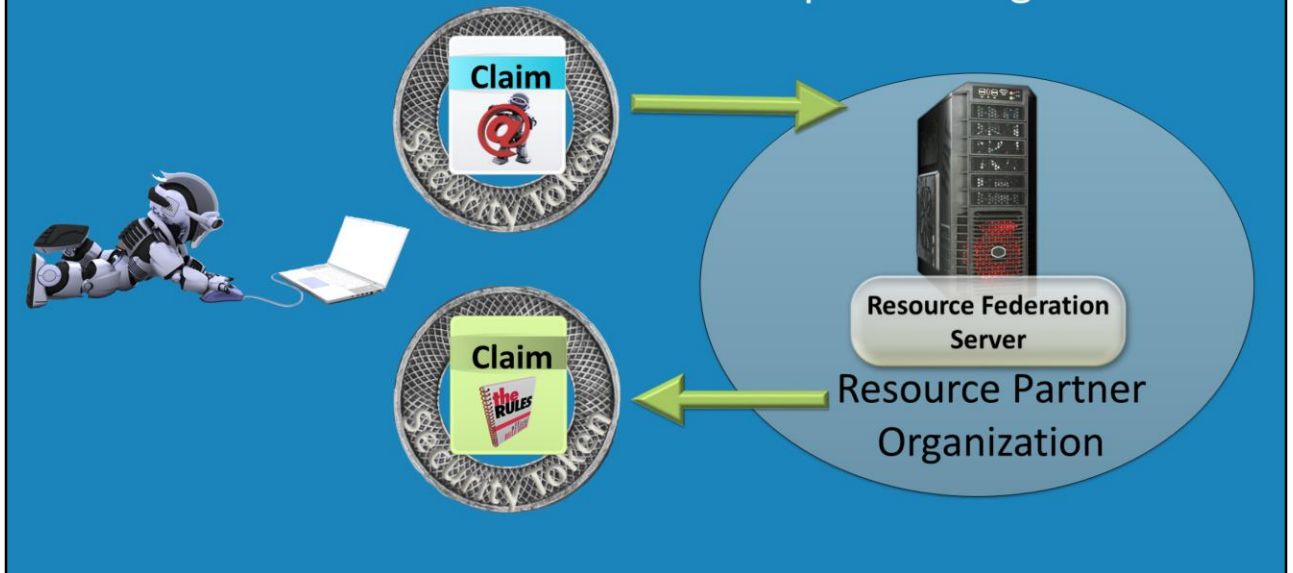 Claim
Security Token
Claim
the
RULES
Security Token
Resource Federation
Server
Resource Partner
Organization